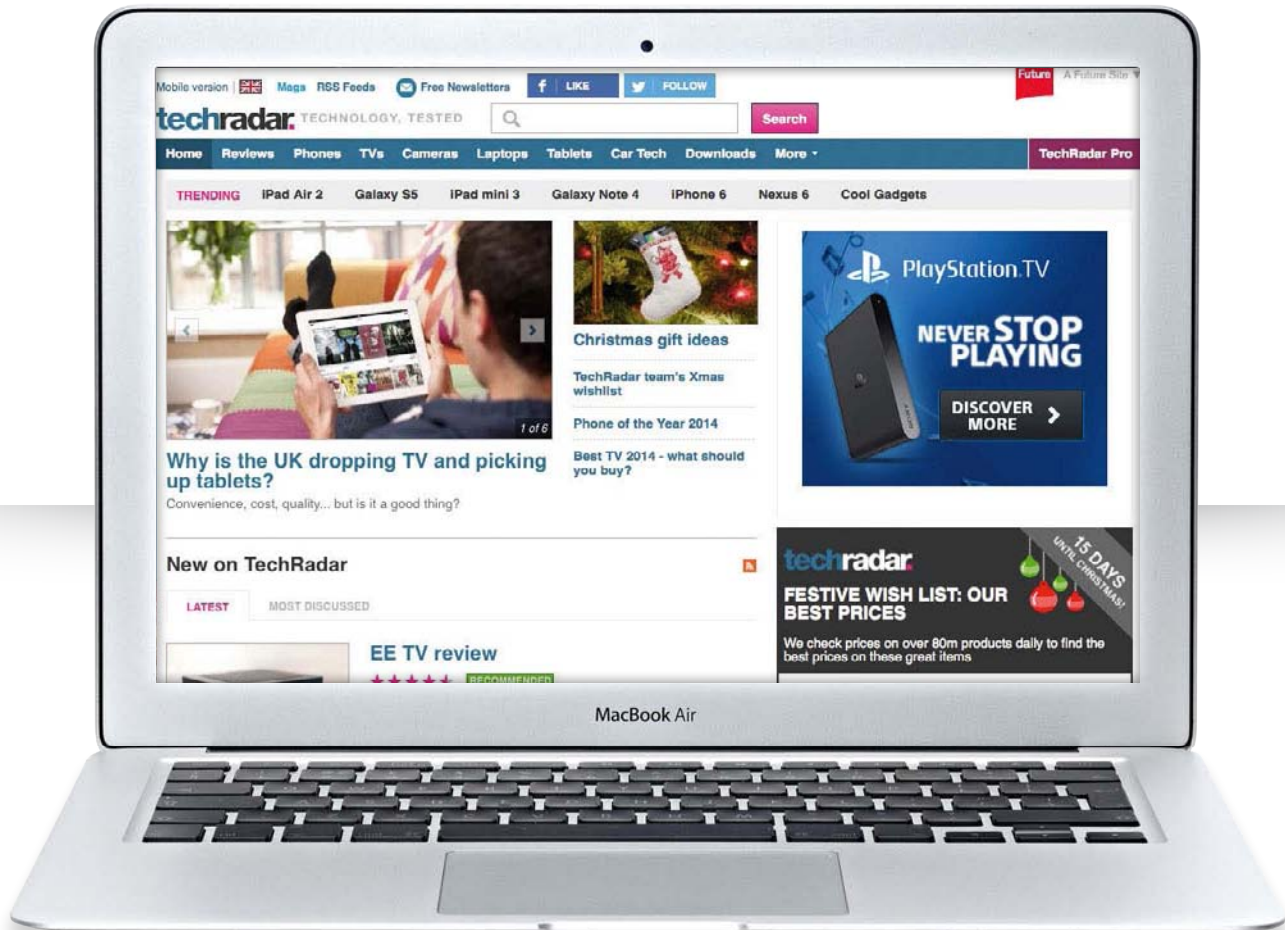 Mobile version | Mags RSS Feeds Free Newsletters f LIKE FOLLOW
Future A Future Site ▼
techradar. TECHNOLOGY, TESTED Search
Home Reviews Phones TVs Cameras Laptops Tablets Car Tech Downloads More TechRadar Pro
TRENDING iPad Air 2 Galaxy S5 iPad mini 3 Galaxy Note 4 iPhone 6 Nexus 6 Cool Gadgets
1 of 6
Why is the UK dropping TV and picking
up tablets?
Convenience, cost, quality... but is it a good thing?
Christmas gift ideas
TechRadar team's Xmas
wishlist
Phone of the Year 2014
Best TV 2014 - what should
you buy?
PlayStation.TV
NEVER STOP
PLAYING
DISCOVER
MORE
New on TechRadar
LATEST MOST DISCUSSED
EE TV review
RECOMMENDED
techradar.
15 DAYS
UNTIL CHRISTMAS!
FESTIVE WISH LIST: OUR
BEST PRICES
We check prices on over 80m products daily to find the
best prices on these great items
MacBook Air